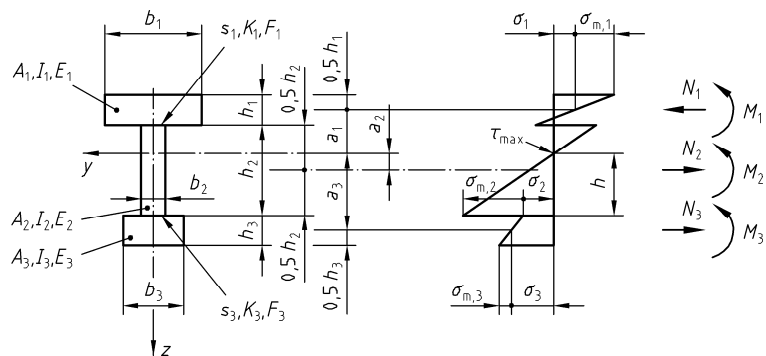 b₁
s₁, K₁, F₁
A₁, I₁, E₁
h₁
0,5 h₂
0,5 h₁
a₁
a₂
σ₁
σₘ,₁
N₁
M₁
y
h₂
b₂
a₃
τmax
σₘ,₂
σ₂
h
N₂
M₂
A₂, I₂, E₂
A₃, I₃, E₃
h₃
0,5 h₂
0,5 h₃
N₃
M₃
b₃
s₃, K₃, F₃
σₘ,₃
σ₃
z